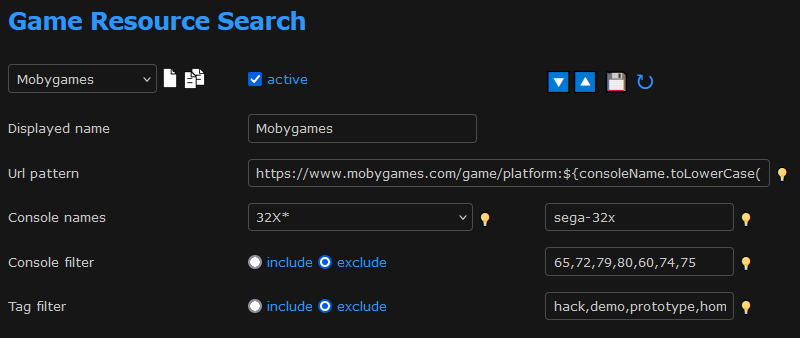 Game Resource Search
Mobygames active
Displayed name Mobygames
Url pattern https://www.mobygames.com/game/platform:${consoleName.toLowerCase(
Console names 32X* sega-32x
Console filter include exclude 65,72,79,80,60,74,75
Tag filter include exclude hack,demo,prototype,hom